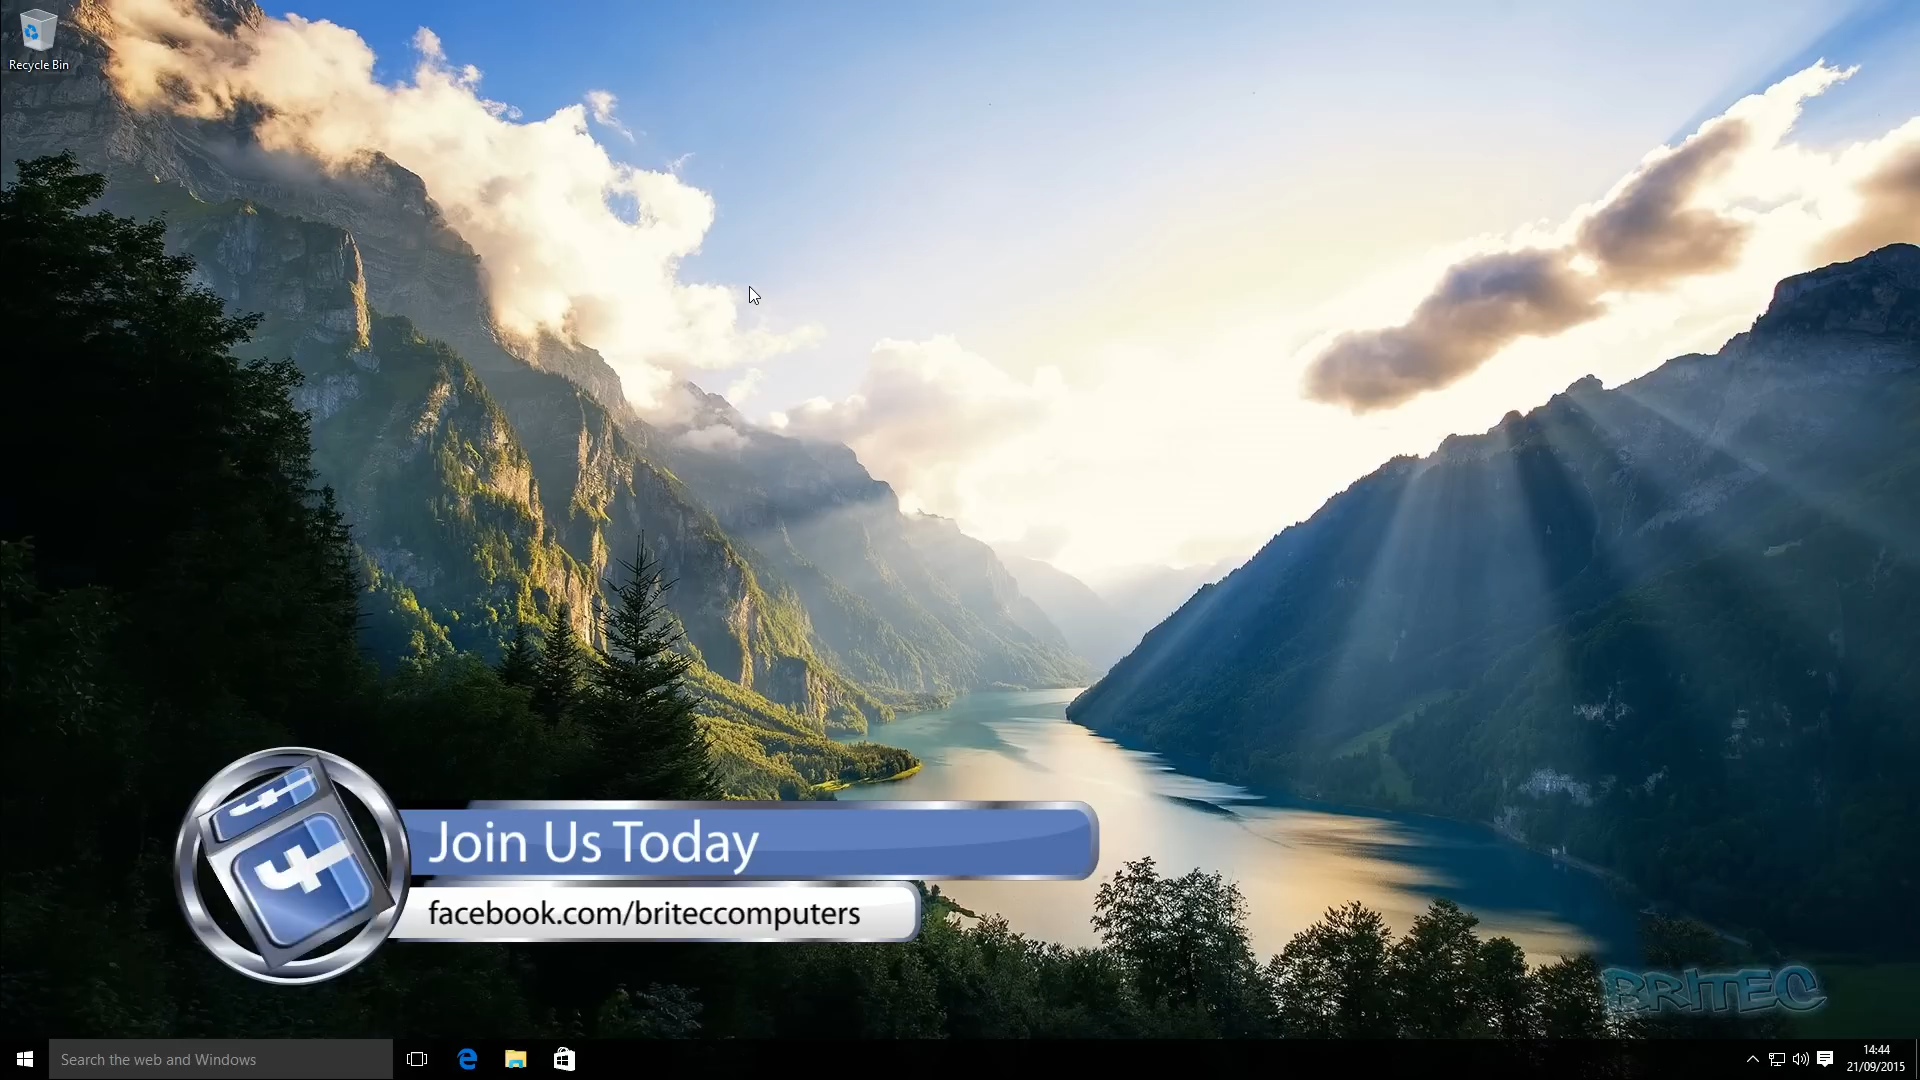 Recycle Bin
Join Us Today
facebook.com/briteccomputers
BRITEC
Search the web and Windows
14:44
21/09/2015